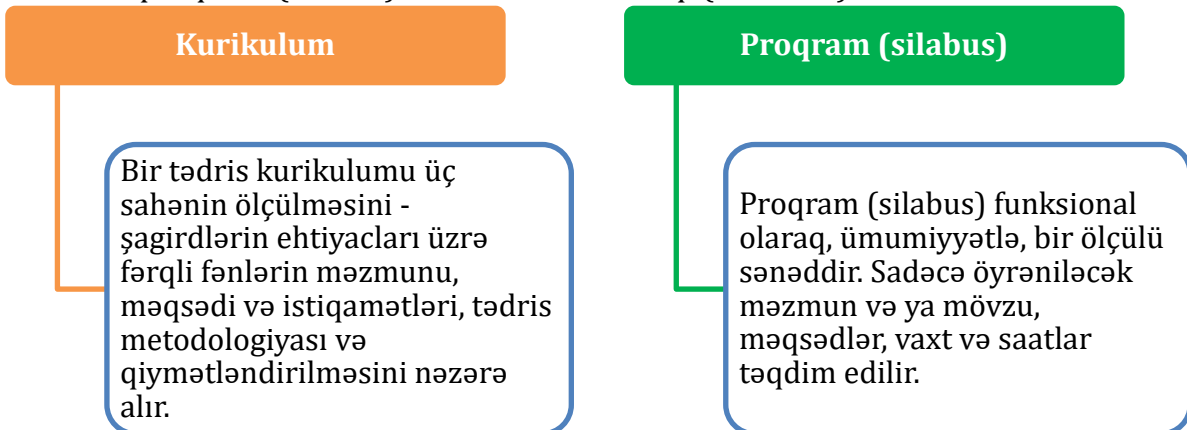 Kurikulum
Bir tədris kurikulumu üç
sahənin ölçülməsini -
şagirdlərin ehtiyacları üzrə
fərqli fənlərin məzmunu,
məqsədi və istiqamətləri, tədris
metodologiyası və
qiymətləndirilməsini nəzərə
alır.
Proqram (silabus)
Proqram (silabus) funksional
olaraq, ümumiyyətlə, bir ölçülü
sənəddir. Sadəcə öyrəniləcək
məzmun və ya mövzu,
məqsədlər, vaxt və saatlar
təqdim edilir.